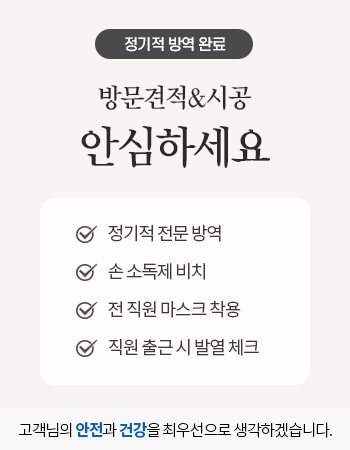 정기적 방역 완료
방문견적&시공
안심하세요
정기적 전문 방역
손 소독제 비치
전 직원 마스크 착용
직원 출근 시 발열 체크
고객님의 안전과 건강을 최우선으로 생각하겠습니다.